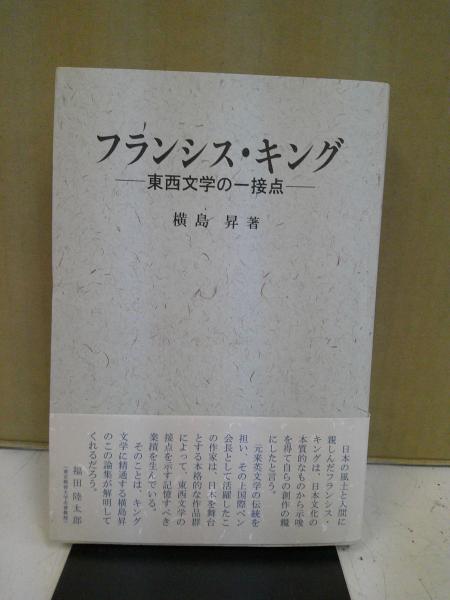 フランシス・キング
―東西文学の一接点―
横島 昇 著
日本の風土と人間に
親しんだフランシス・
キングは、日本文化の
本質的なものから示唆
を得て自らの創作の糧
にしたと言う。
元来英文学の伝統を
担い、その上国際ペン
会長として活躍したこ
の作家は、日本を舞台
とする本格的な作品群
によって、東西文学の
接点を示す記憶すべき
業績を生んでいる。
そのことは、キング
文学に精通する横島昇
のこの論集が解明して
くれるだろう。
福田陸太郎